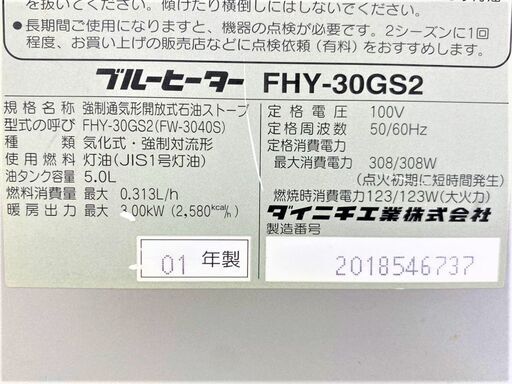 を抜いてください。傾けたり横倒しにはしないでください。
●長期間ご使用になりますと、機器の点検が必要です。2シーズンに1回
程度、お買い上げの販売店などに点検依頼(有料)をおすすめします。
ブルーヒーター FHY-30GS2
規格名称 強制通気形開放式石油ストーブ
型式の呼び FHY-30GS2(FW-3040S)
種類 気化式・強制対流形
使用燃料 灯油(JIS1号灯油)
油タンク容量 5.0L
燃料消費量 最大 0.313L/h
暖房出力 最大 3.00kW (2,580kcal/h)
01 年製
定格電圧 100V
定格周波数 50/60Hz
定格消費電力
最大消費電力 308/308W
(点火初期に短時間発生)
燃焼時消費電力 123/123W(大火力)
ダイニチ工業株式会社
製造番号
2018546737